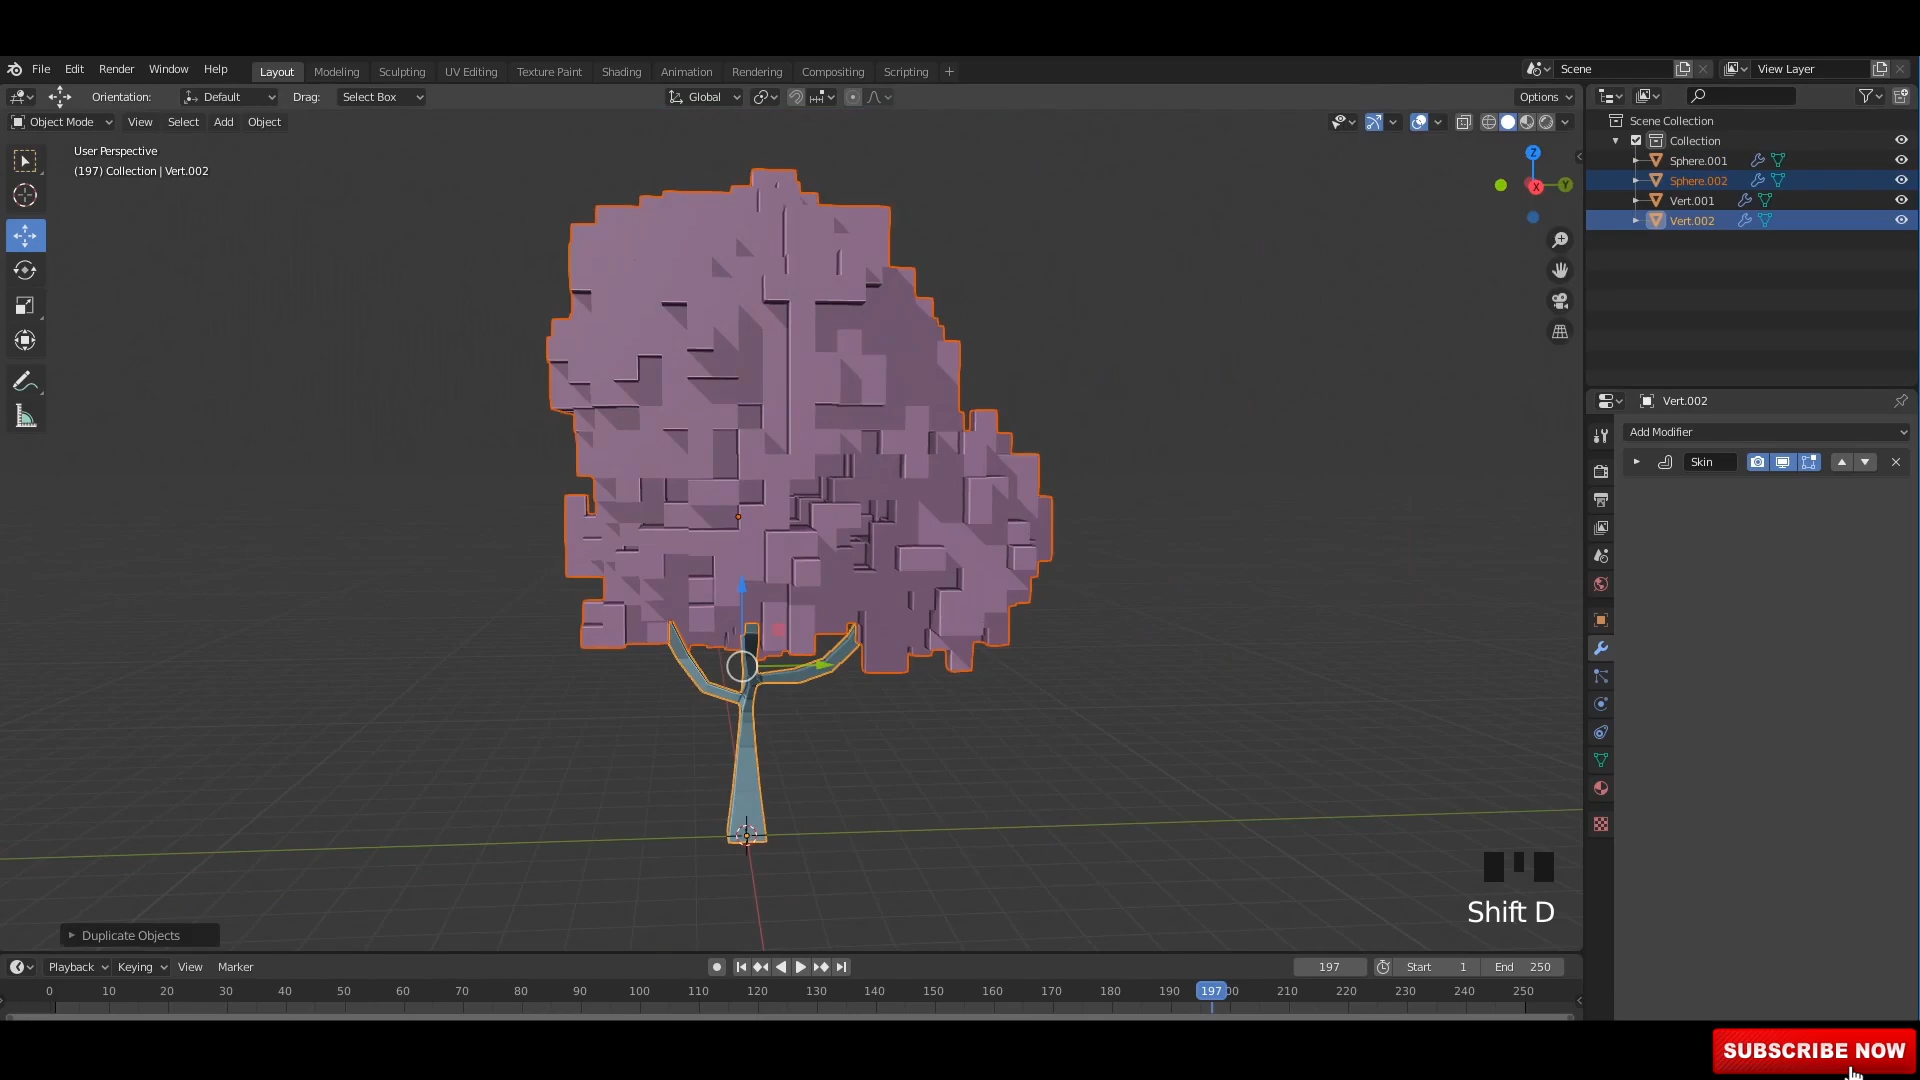 File Edit Render Window Help Layout Modeling Sculpting UV Editing Texture Paint Shading Animation Rendering Compositing Scripting + Scene View Layer
Orientation: Default Drag: Select Box Global Options
Object Mode View Select Add Object
User Perspective
(197) Collection | Vert.002
Z
Y
X
Scene Collection
Collection
Sphere.001
Sphere.002
Vert.001
Vert.002
Vert.002
Add Modifier
Skin
Shift D
Duplicate Objects
Playback Keying View Marker 197 Start 1 End 250
0 10 20 30 40 50 60 70 80 90 100 110 120 130 140 150 160 170 180 190 197 00 210 220 230 240 250
SUBSCRIBE NOW